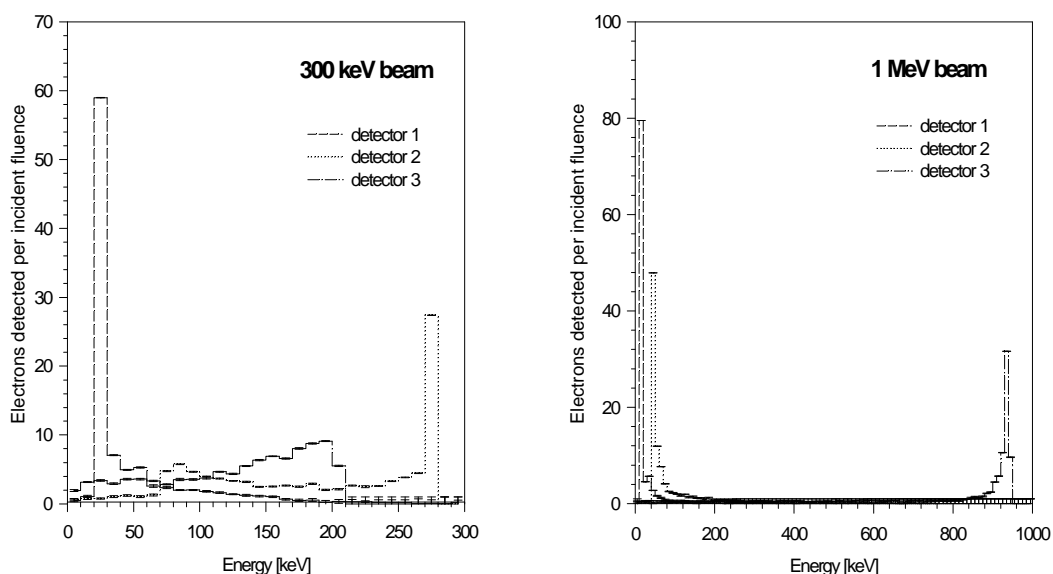 70
60
50
40
30
20
10
0
0
50
100
150
200
250
300
Electrons detected per incident fluence
Energy [keV]
300 keV beam
detector 1
detector 2
detector 3
100
80
60
40
20
0
0
200
400
600
800
1000
Electrons detected per incident fluence
Energy [keV]
1 MeV beam
detector 1
detector 2
detector 3